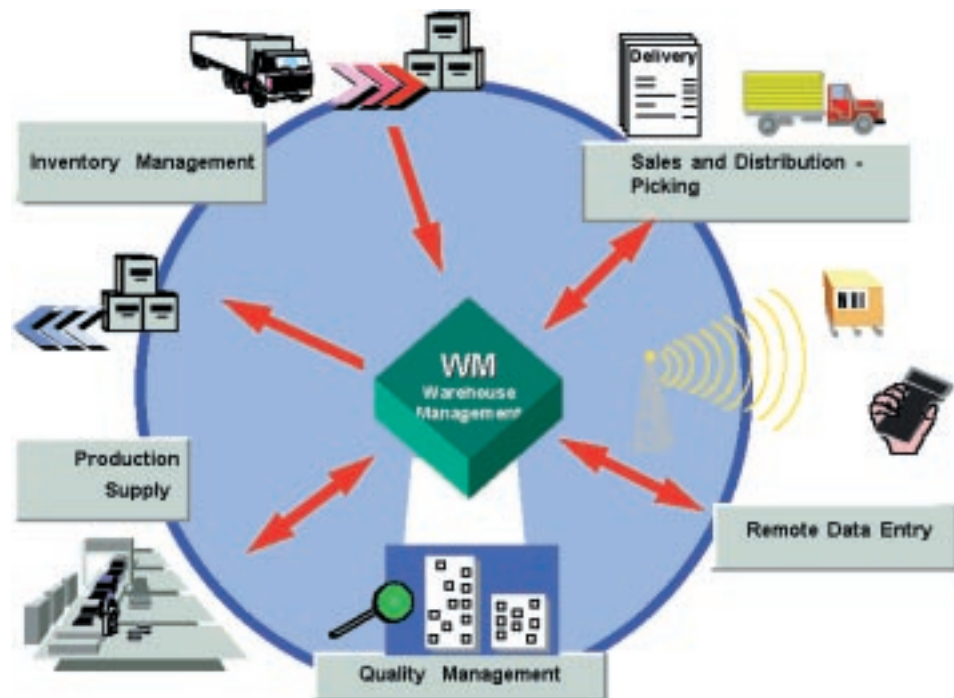 Delivery
Inventory Management
Sales and Distribution -
Picking
WM
Warehouse
Management
Production
Supply
Remote Data Entry
Quality Management